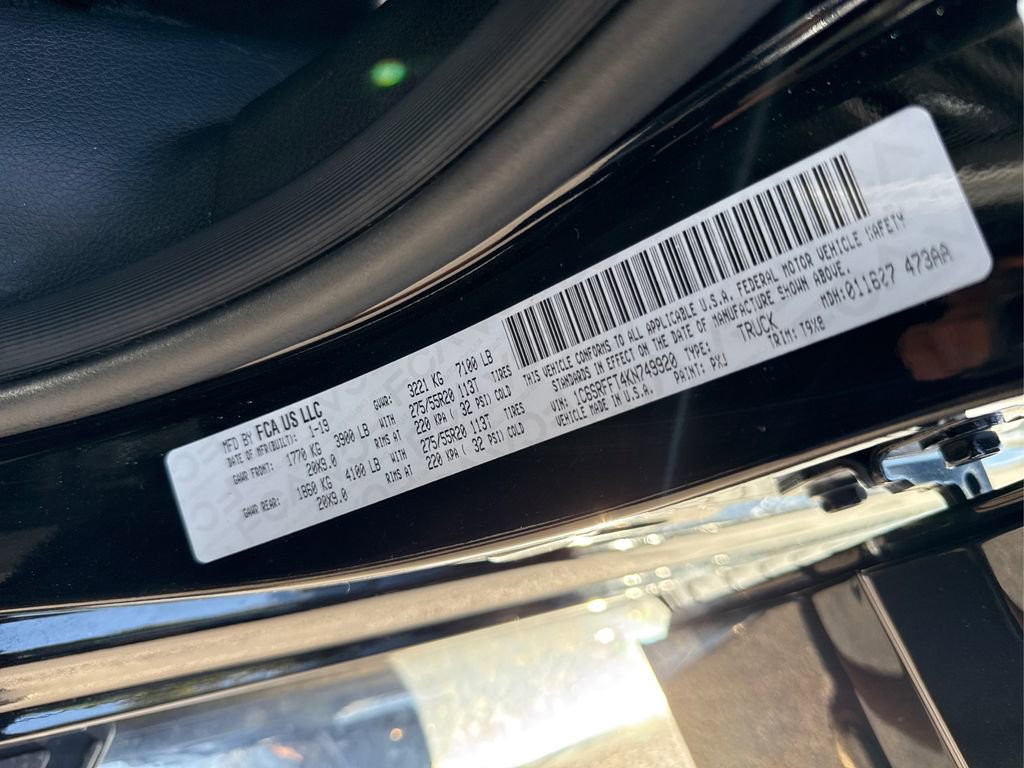 MFD BY FCA US LLC
DATE OF MFR(BUILT): 1-19 GVWR: 3221 KG 7100 LB
GAWR FRONT: 1770 KG 3900 LB WITH 275/55R20 113T TIRES
20X9.0 RIMS AT 220 KPA ( 32 PSI) COLD
GAWR REAR: 1860 KG 4100 LB WITH 275/55R20 113T TIRES
20X9.0 RIMS AT 220 KPA ( 32 PSI) COLD
THIS VEHICLE CONFORMS TO ALL APPLICABLE U.S.A. FEDERAL MOTOR VEHICLE SAFETY
STANDARDS IN EFFECT ON THE DATE OF MANUFACTURE SHOWN ABOVE.
VIN: 1C6SRFFT4KN749920 TYPE: TRUCK MDH: 473AA
MADE IN U.S.A. PAINT: PXJ TRIM: T9X8